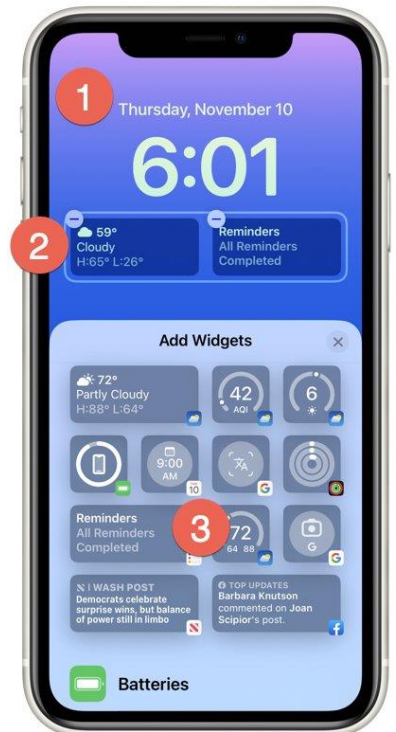 1
Thursday, November 10
6:01
2
59°
Cloudy
H:65° L:26°
Reminders
All Reminders
Completed
Add Widgets
72°
Partly Cloudy
H:88° L:64°
42
AQI
6
9:00
AM
10
G
Reminders
All Reminders
Completed
3
72
64 88
G
G
N I WASH POST
Democrats celebrate
surprise wins, but balance
of power still in limbo
N
TOP UPDATES
Barbara Knutson
commented on Joan
Scipior's post.
f
Batteries